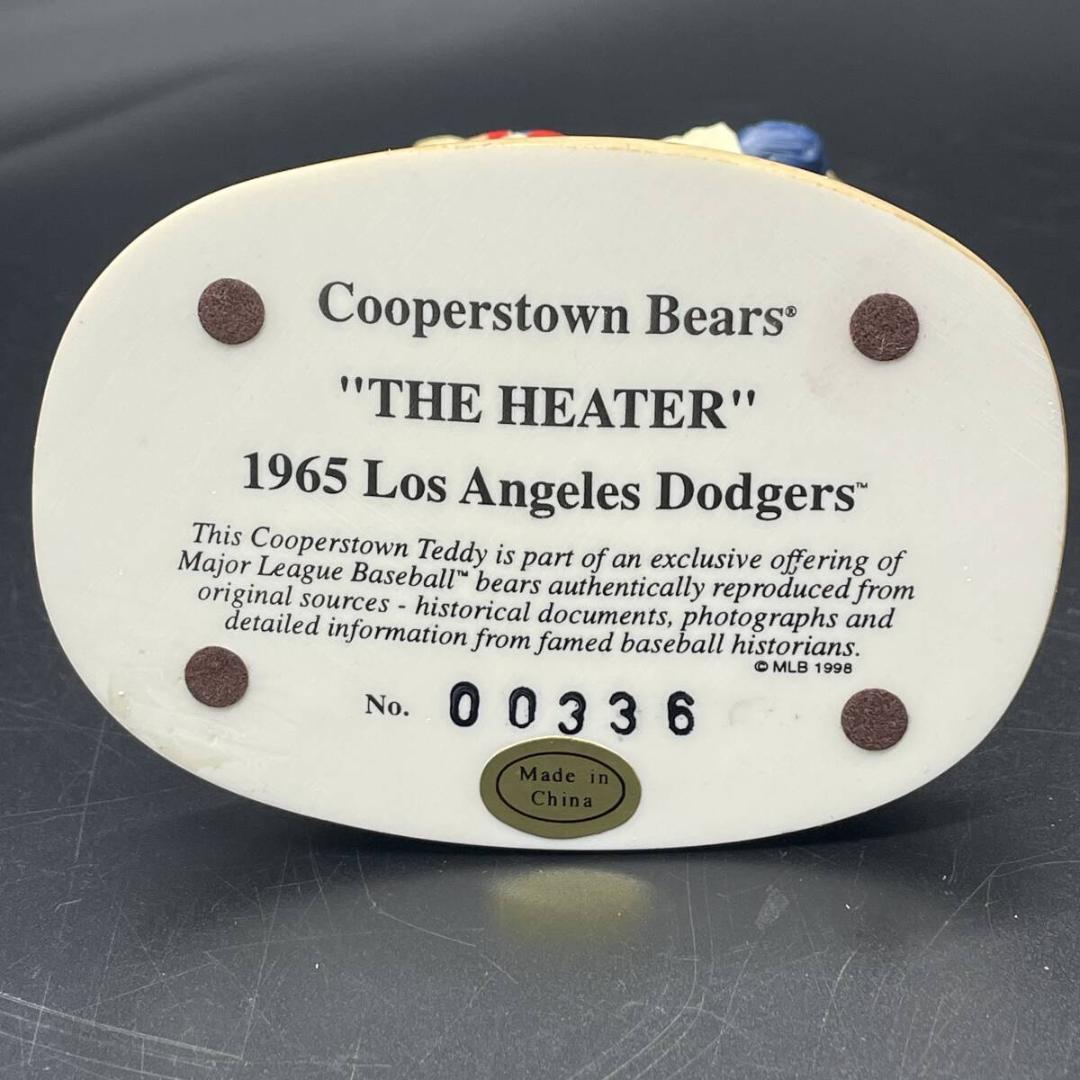 Cooperstown Bears®
"THE HEATER"
1965 Los Angeles Dodgers™
This Cooperstown Teddy is part of an exclusive offering of
Major League Baseball™ bears authentically reproduced from
original sources - historical documents, photographs and
detailed information from famed baseball historians.
© MLB 1998
No. 00336
Made in
China